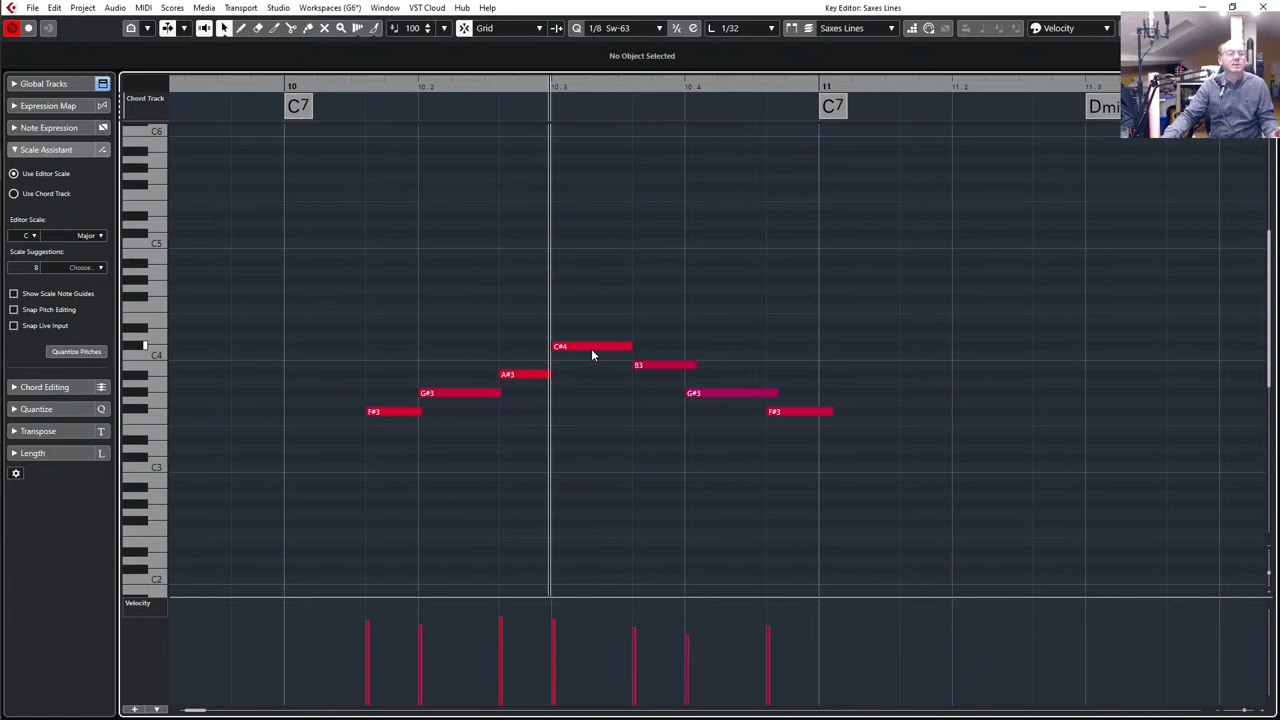 File Edit Project Audio MIDI Scores Media Transport Studio Workspaces (G6*) Window VST Cloud Hub Help
Key Editor: Saxes Lines
100 Grid 1/8 Sw-63 1/32 Saxes Lines Velocity
No Object Selected
Global Tracks
Expression Map
Note Expression
Scale Assistant
Use Editor Scale
Use Chord Track
Editor Scale:
C Major
Scale Suggestions:
8 Choose...
Show Scale Note Guides
Snap Pitch Editing
Snap Live Input
Quantize Pitches
Chord Editing
Quantize Q
Transpose T
Length L
10 10.2 10.3 10.4 11 11.2 11.3
Chord Track
C7 C7 Dmi
C6
C5
C4
C3
C2
C#4
B3
A#3
G#3 G#3
F#3 F#3
Velocity